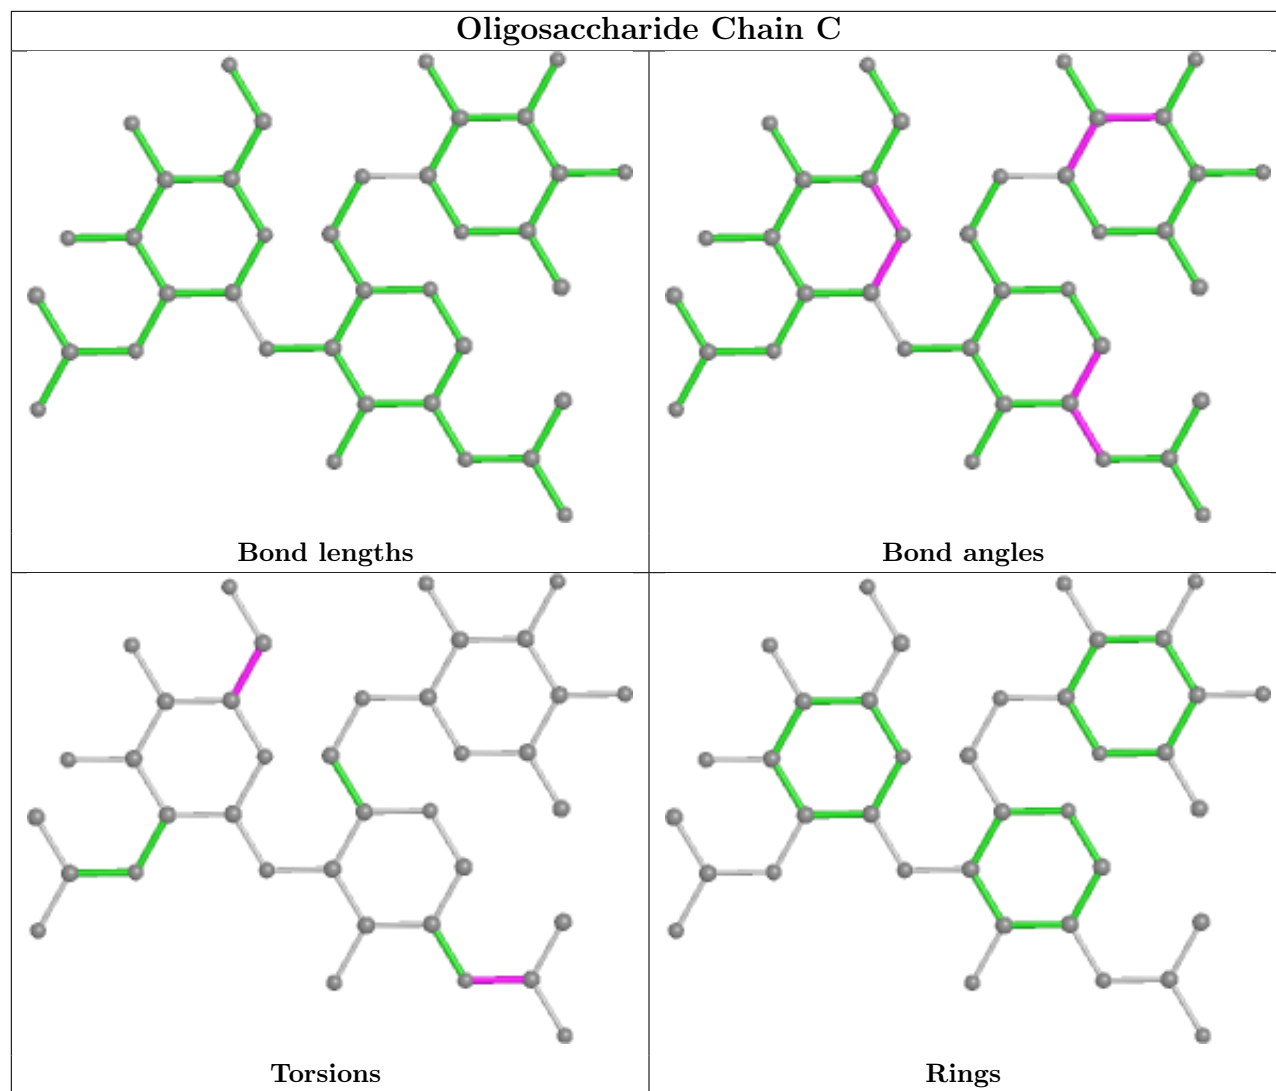 Oligosaccharide Chain C
Bond lengths
Bond angles
Torsions
Rings